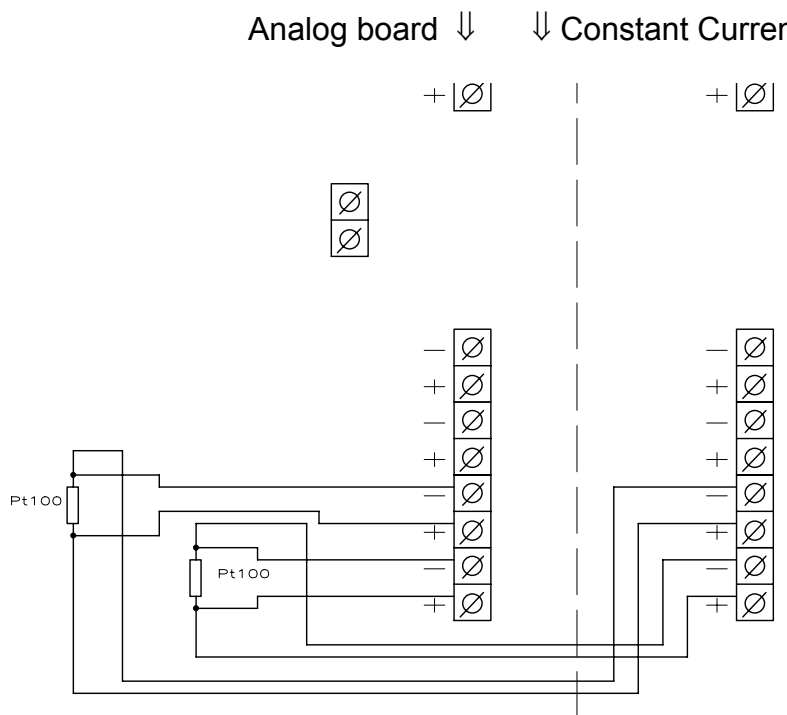 Analog board ⇓ ⇓ Constant Curren
+ +
− −
+ +
− −
+ +
Pt100 − −
+ +
Pt100 − −
+ +